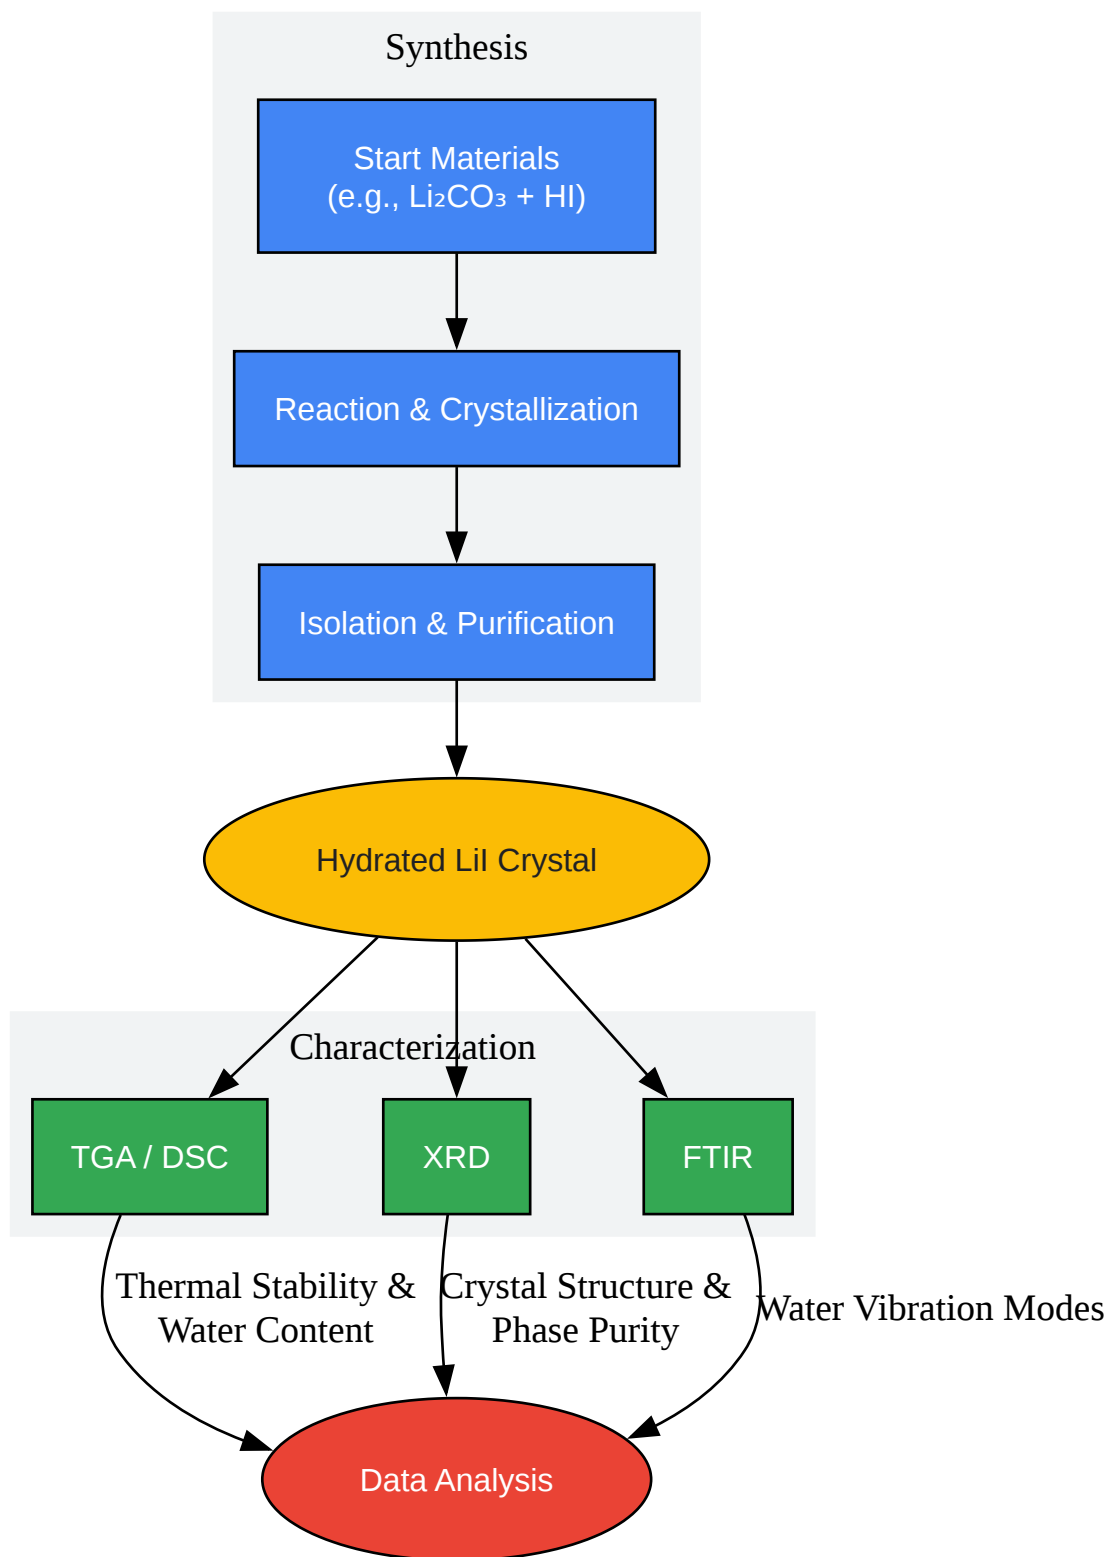 Synthesis
Start Materials
(e.g., Li₂CO₃ + HI)
Reaction & Crystallization
Isolation & Purification
Hydrated LiI Crystal
Characterization
TGA / DSC
XRD
FTIR
Thermal Stability &
Water Content
Crystal Structure &
Phase Purity
Water Vibration Modes
Data Analysis